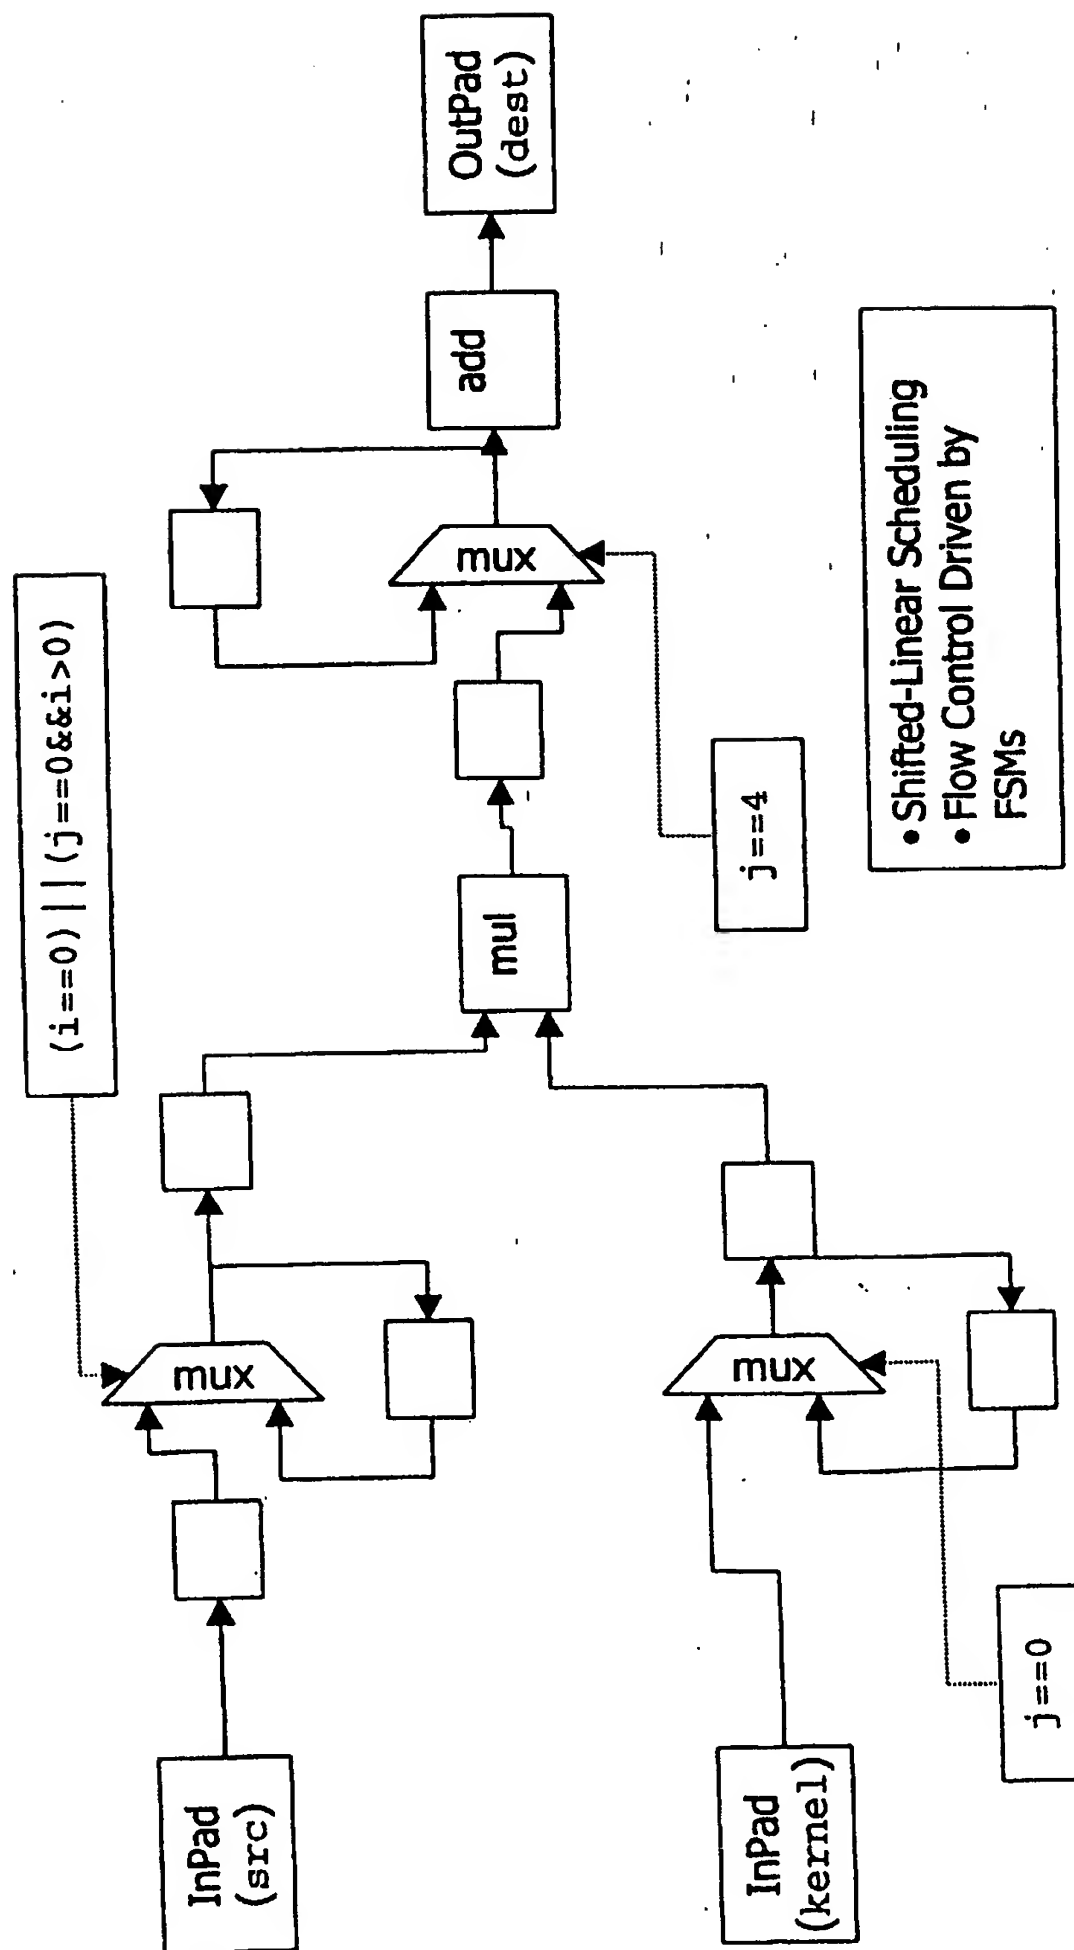 InPad
(src)
mux
(i==0)||(j==0&&i>0)
InPad
(kernel)
mux
j==0
mul
mux
j==4
add
OutPad
(dest)
• Shifted-Linear Scheduling
• Flow Control Driven by
FSMs